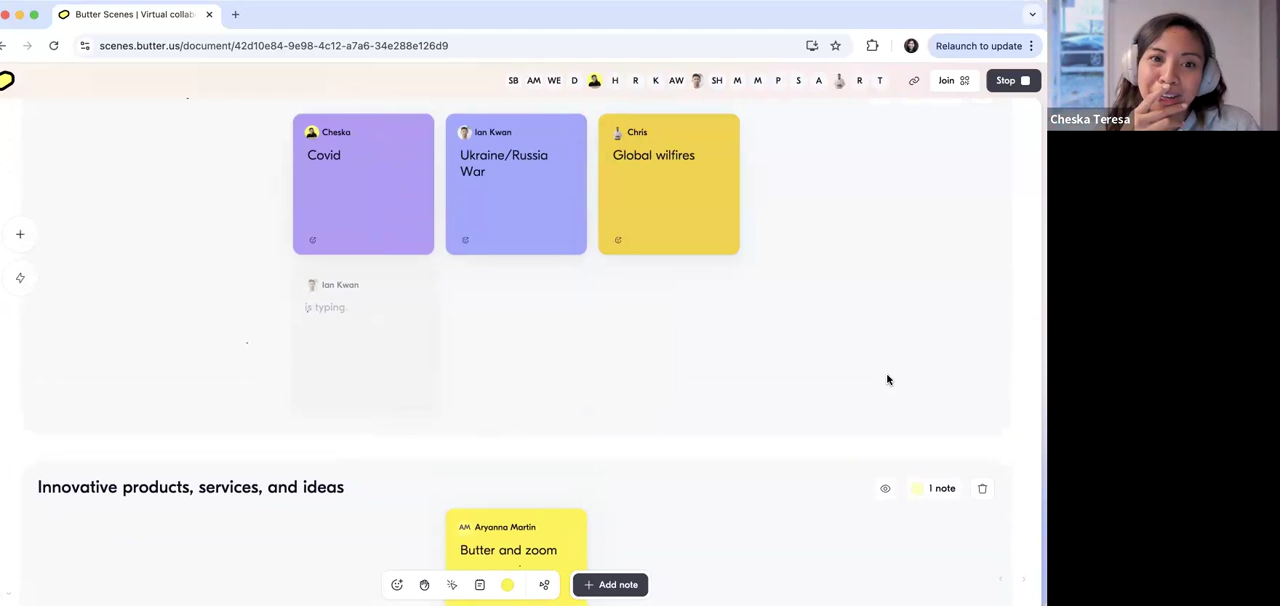 Butter Scenes | Virtual collab
scenes.butter.us/document/42d10e84-9e98-4c12-a7a6-34e288e126d9
Relaunch to update
SB AM WE D H R K AW SH M M P S A R T
Join
Stop
Cheska Teresa
Cheska
Covid
Ian Kwan
Ukraine/Russia
War
Chris
Global wilfires
Ian Kwan
is typing.
Innovative products, services, and ideas
1 note
AM Aryanna Martin
Butter and zoom
+ Add note